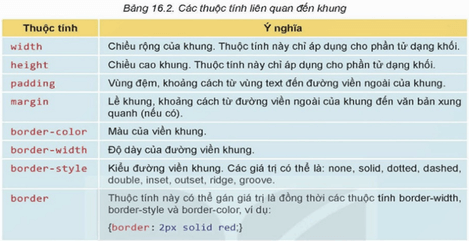 Bảng 16.2. Các thuộc tính liên quan đến khung
Thuộc tính Ý nghĩa
width Chiều rộng của khung. Thuộc tính này chỉ áp dụng cho phần tử dạng khối.
height Chiều cao khung. Thuộc tính này chỉ áp dụng cho phần tử dạng khối.
padding Vùng đệm, khoảng cách từ vùng text đến đường viền ngoài của khung.
margin Lề khung, khoảng cách từ đường viền ngoài của khung đến văn bản xung
quanh (nếu có).
border-color Màu của viền khung.
border-width Độ dày của đường viền khung.
border-style Kiểu đường viền khung. Các giá trị có thể là: none, solid, dotted, dashed,
double, inset, outset, ridge, groove.
border Thuộc tính này có thể gán giá trị là đồng thời các thuộc tính border-width,
border-style và border-color, ví dụ:
{border: 2px solid red;}